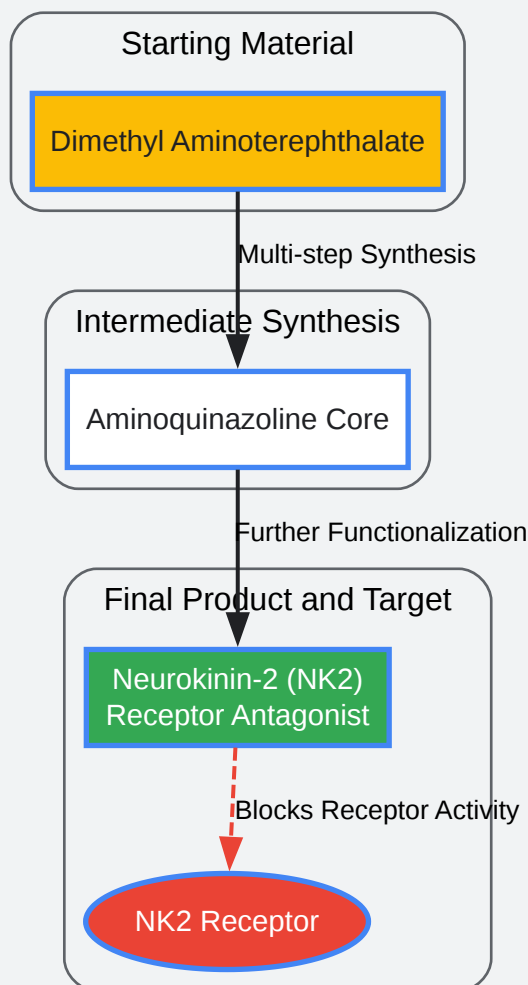 Starting Material
Dimethyl Aminoterephthalate
Multi-step Synthesis
Intermediate Synthesis
Aminoquinazoline Core
Further Functionalization
Final Product and Target
Neurokinin-2 (NK2)
Receptor Antagonist
Blocks Receptor Activity
NK2 Receptor